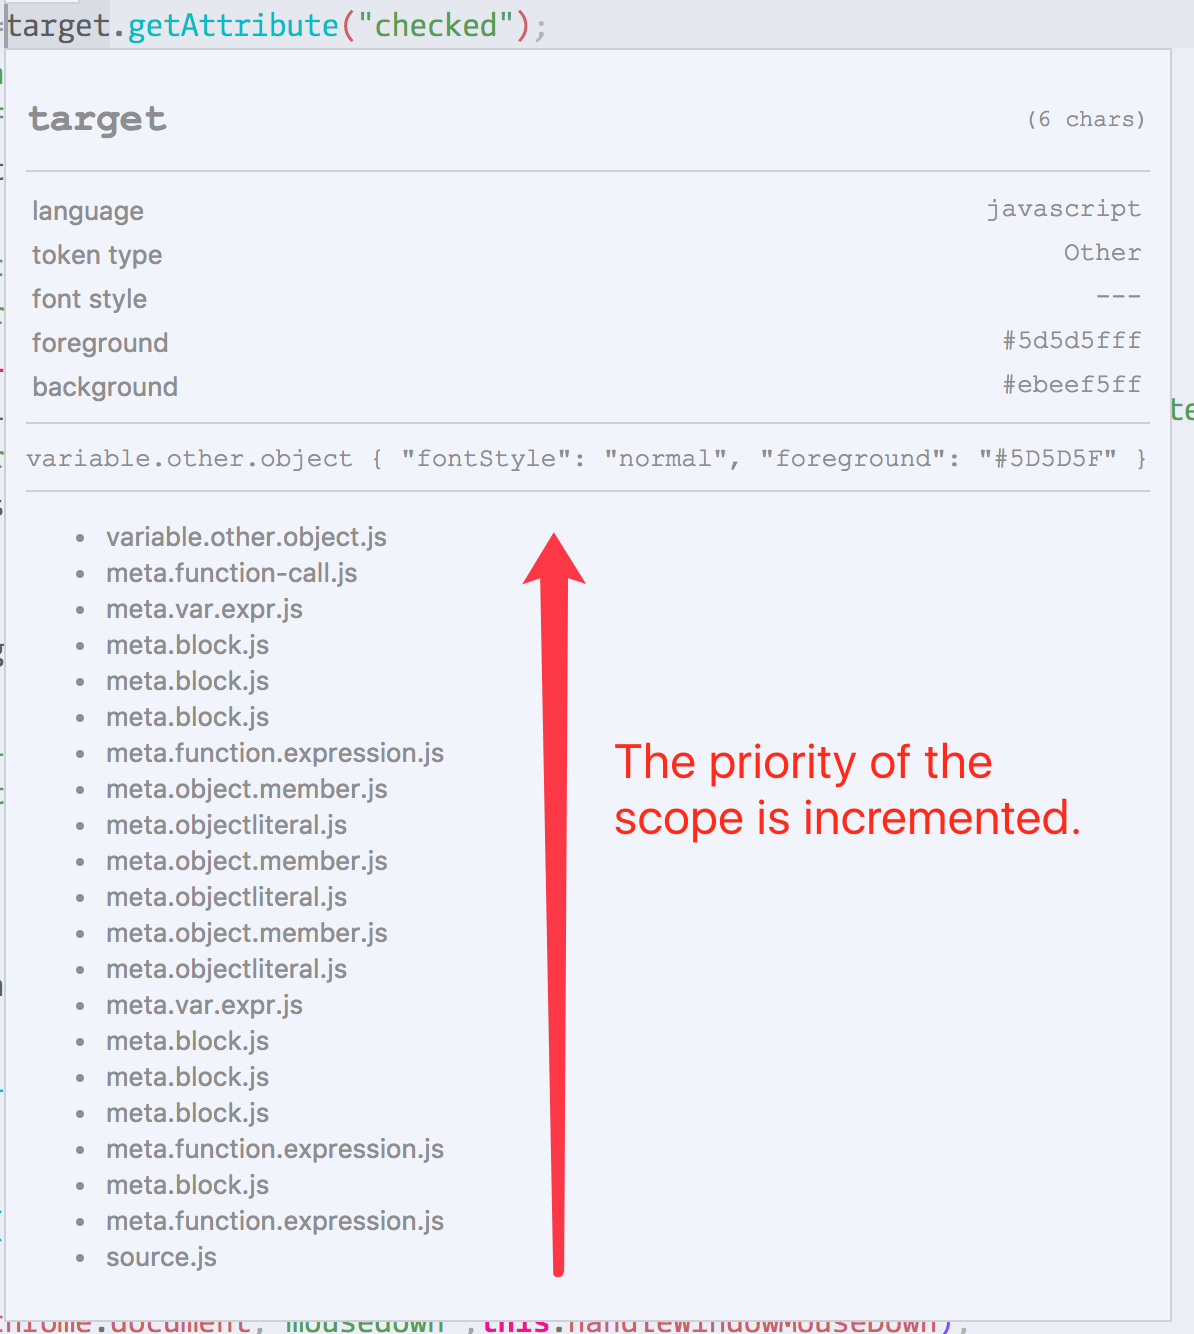 target.getAttribute("checked");
target (6 chars)
language javascript
token type Other
font style ---
foreground #5d5d5fff
background #ebeef5ff
variable.other.object { "fontStyle": "normal", "foreground": "#5D5D5F" }
• variable.other.object.js
• meta.function-call.js
• meta.var.expr.js
• meta.block.js
• meta.block.js
• meta.block.js
• meta.function.expression.js
The priority of the
• meta.object.member.js
scope is incremented.
• meta.objectliteral.js
• meta.object.member.js
• meta.objectliteral.js
• meta.object.member.js
• meta.objectliteral.js
• meta.var.expr.js
• meta.block.js
• meta.block.js
• meta.block.js
• meta.function.expression.js
• meta.block.js
• meta.function.expression.js
• source.js
.document, mousedown ,this.handleWindowMouseDown),